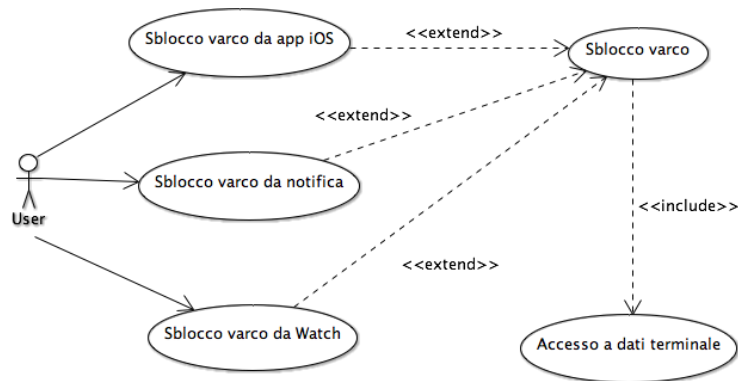 Sblocco varco da app iOS
<<extend>>
Sblocco varco
<<extend>>
Sblocco varco da notifica
User
<<include>>
<<extend>>
Sblocco varco da Watch
Accesso a dati terminale